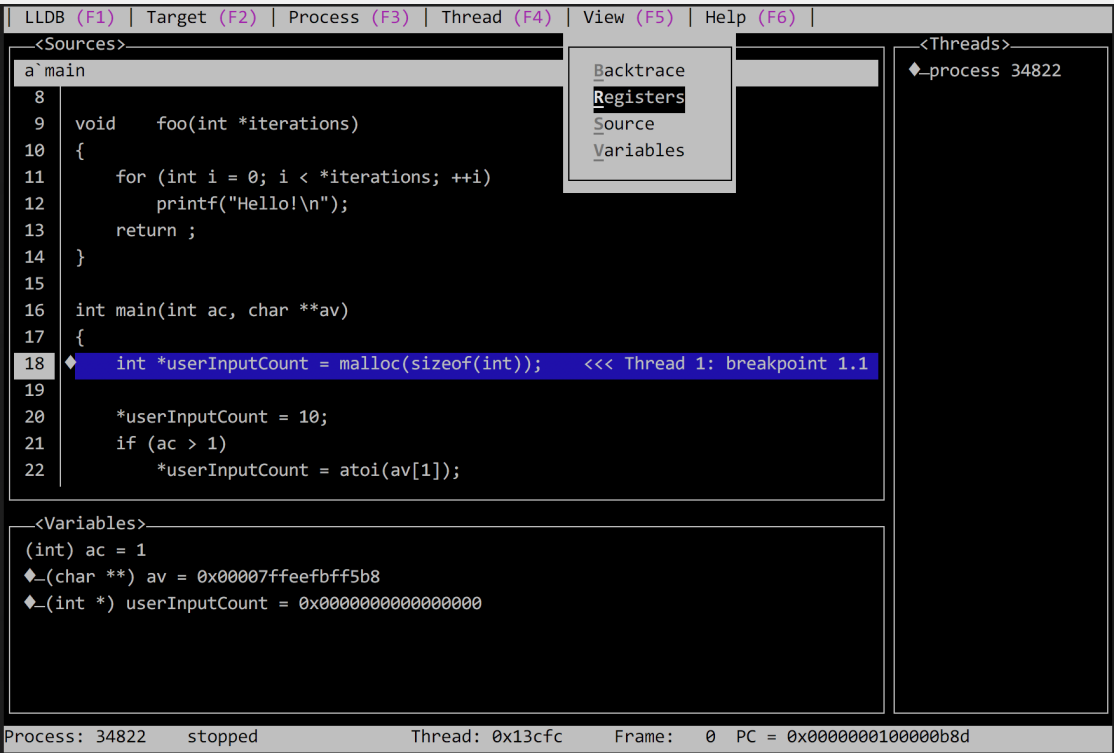 | LLDB (F1) | Target (F2) | Process (F3) | Thread (F4) | View (F5) | Help (F6) |
<Sources>
a`main
8
9 void    foo(int *iterations)
10 {
11     for (int i = 0; i < *iterations; ++i)
12         printf("Hello!\n");
13     return ;
14 }
15
16 int main(int ac, char **av)
17 {
18 ◆    int *userInputCount = malloc(sizeof(int));    <<< Thread 1: breakpoint 1.1
19
20     *userInputCount = 10;
21     if (ac > 1)
22         *userInputCount = atoi(av[1]);
Backtrace
Registers
Source
Variables
<Threads>
◆─process 34822
<Variables>
(int) ac = 1
◆─(char **) av = 0x00007ffeefbff5b8
◆─(int *) userInputCount = 0x0000000000000000
Process: 34822    stopped    Thread: 0x13cfc    Frame:   0  PC = 0x0000000100000b8d